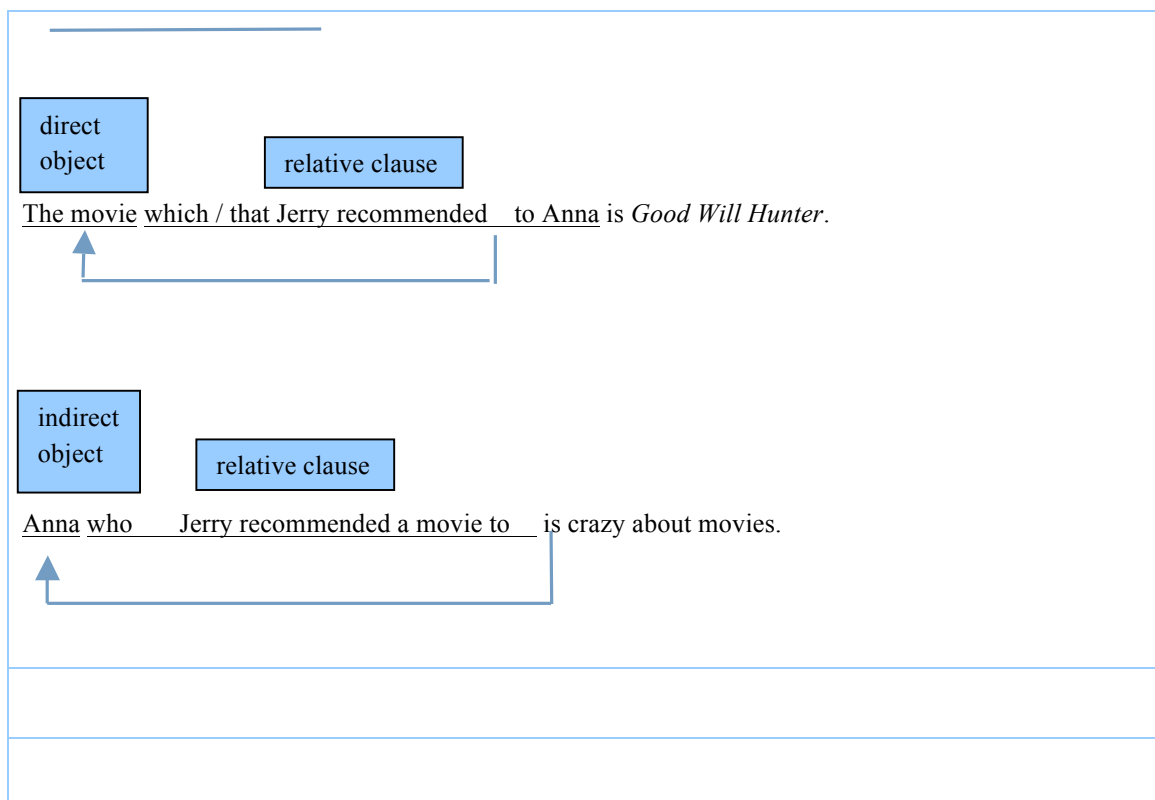 direct
object
relative clause
The movie which / that Jerry recommended to Anna is Good Will Hunter.
indirect
object
relative clause
Anna who Jerry recommended a movie to is crazy about movies.